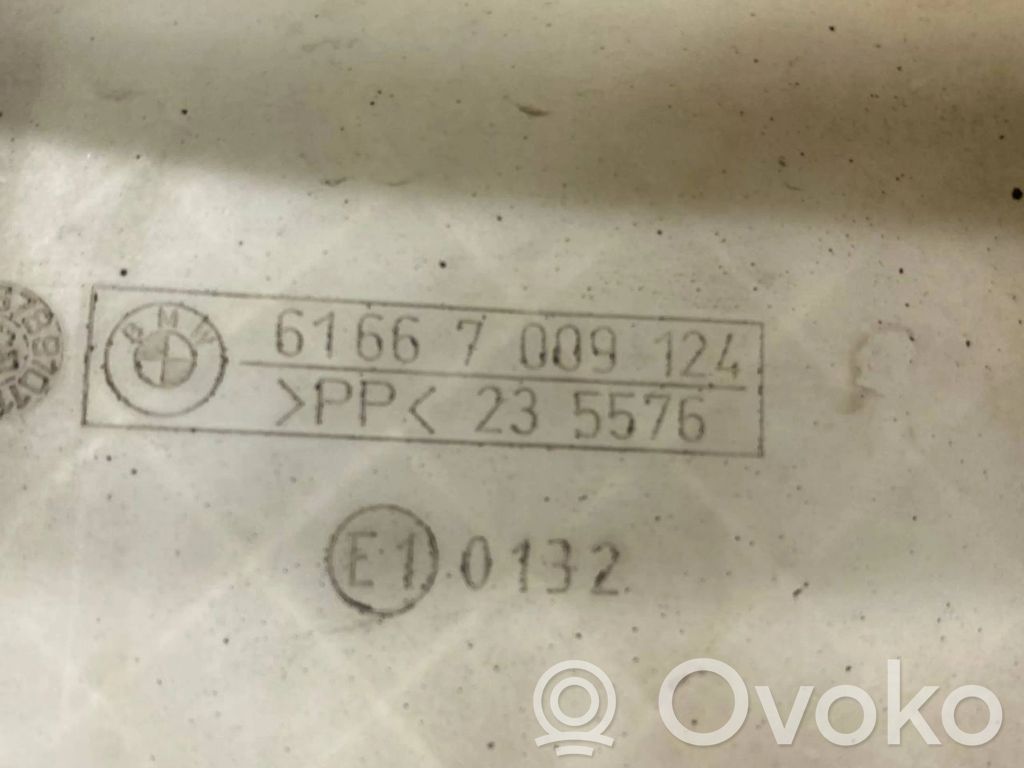 BMW 6166 7 009 124
>PP< 23 5576
E1 0132
Ovoko